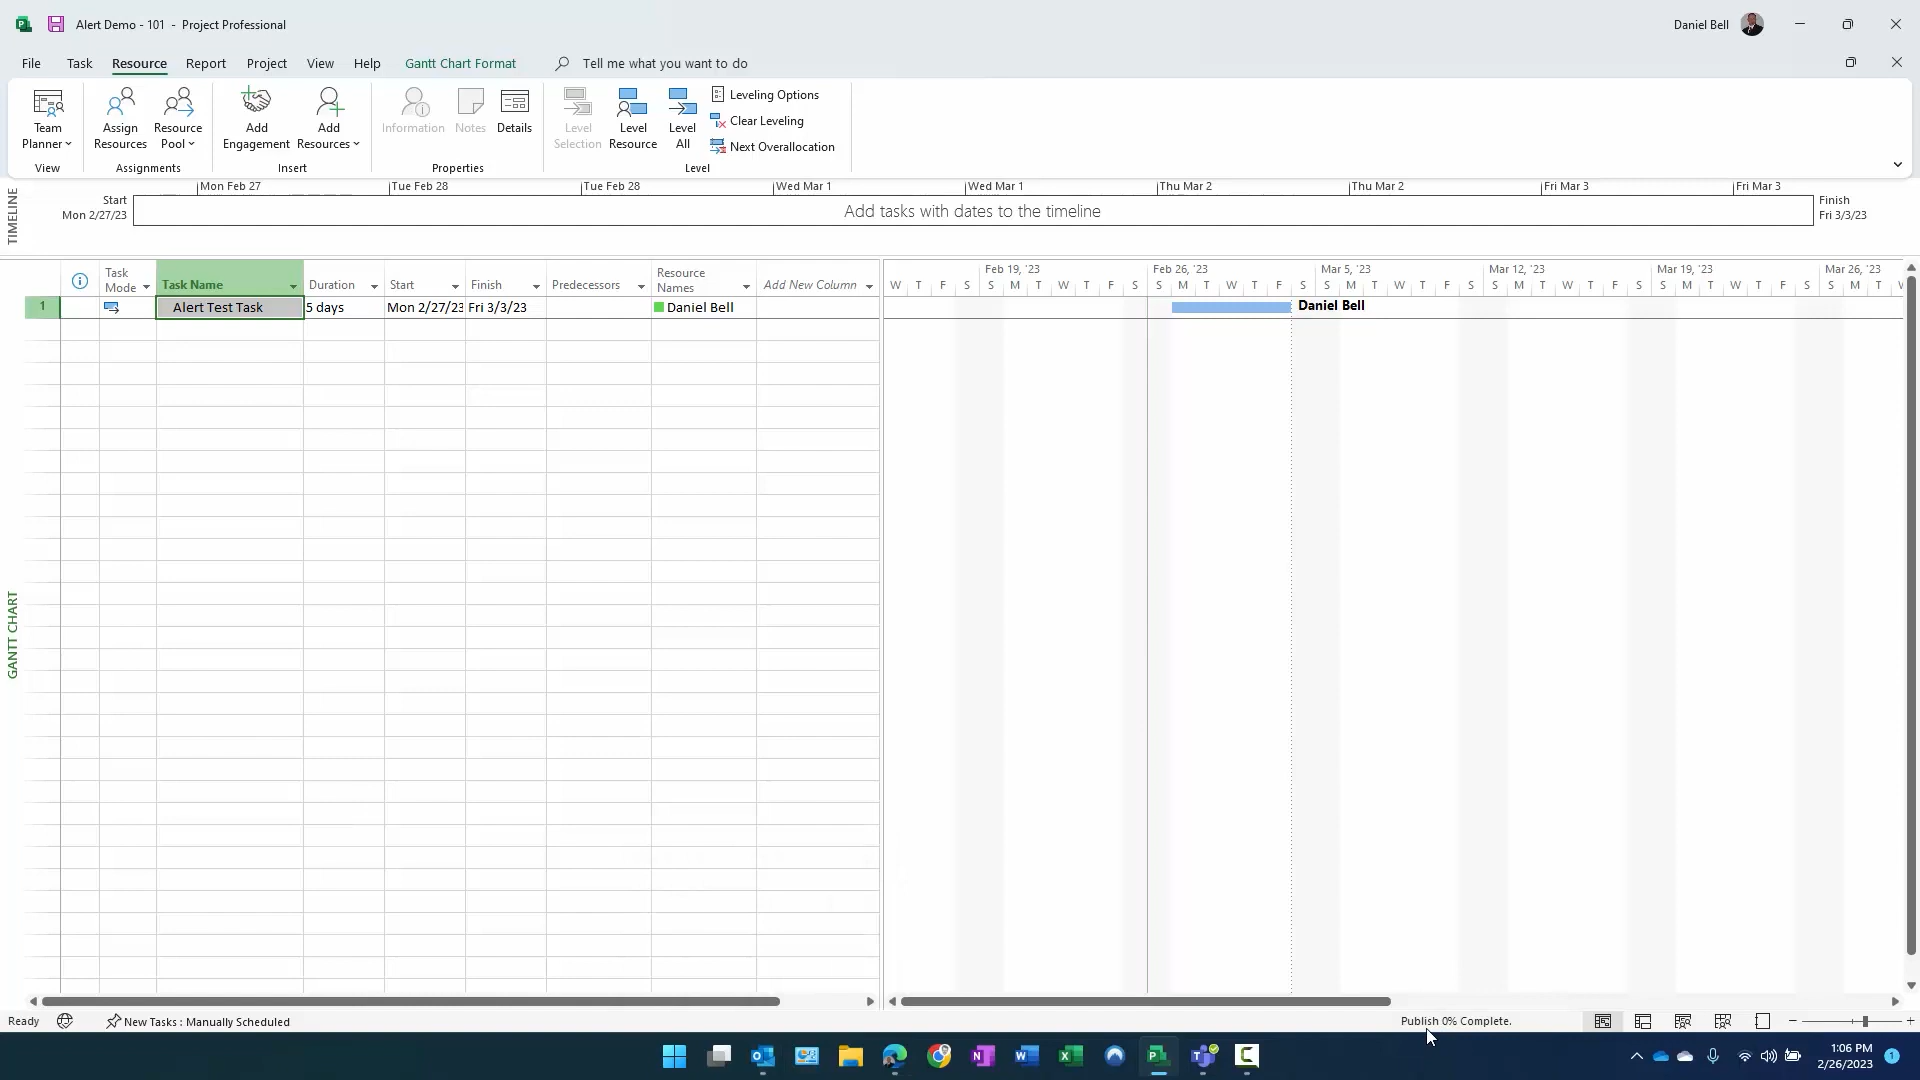 Alert Demo - 101 - Project Professional
Daniel Bell
File Task Resource Report Project View Help Gantt Chart Format Tell me what you want to do
Team Planner
View
Assign Resources
Resource Pool
Assignments
Add Engagement
Add Resources
Insert
Information
Notes
Details
Properties
Level Selection
Level Resource
Level All
Leveling Options
Clear Leveling
Next Overallocation
Level
TIMELINE
Mon Feb 27 Tue Feb 28 Tue Feb 28 Wed Mar 1 Wed Mar 1 Thu Mar 2 Thu Mar 2 Fri Mar 3 Fri Mar 3
Start
Mon 2/27/23
Add tasks with dates to the timeline
Finish
Fri 3/3/23
Task Mode Task Name Duration Start Finish Predecessors Resource Names Add New Column
Feb 19, '23 Feb 26, '23 Mar 5, '23 Mar 12, '23 Mar 19, '23 Mar 26, '23
W T F S S M T W T F S S M T W T F S S M T W T F S S M T W T F S S M T W T F S S M T
1 Alert Test Task 5 days Mon 2/27/23 Fri 3/3/23 Daniel Bell
Daniel Bell
GANTT CHART
Ready New Tasks : Manually Scheduled Publish 0% Complete.
1:06 PM
2/26/2023
1